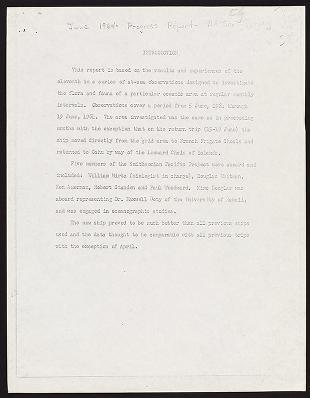 June 1964 Progress Report
INTRODUCTION
This report is based on the results and experiences of the
eleventh in a series of at-sea observations designed to investigate
the flora and fauna of a particular oceanic area at regular monthly
intervals. Observations cover a period from 5 June, 1964 through
19 June, 1964. The area investigated was the same as in preceding
months with the exception that on the return trip (15-19 June) the
ship moved directly from the grid area to French Frigate Shoals and
returned to Oahu by way of the Leeward Chain of Islands.
Five members of the Smithsonian Pacific Project were aboard and
included: William Wirtz (biologist in charge), Douglas
Ken Amerman, Robert Standen and Paul Woodward. Mike Douglas was
aboard representing Dr. Maxwell Doty of the University of Hawaii,
and was engaged in oceanographic studies.
The new ship proved to be much better than all previous ships
used and the data thought to be comparable with all previous trips
with the exception of April.